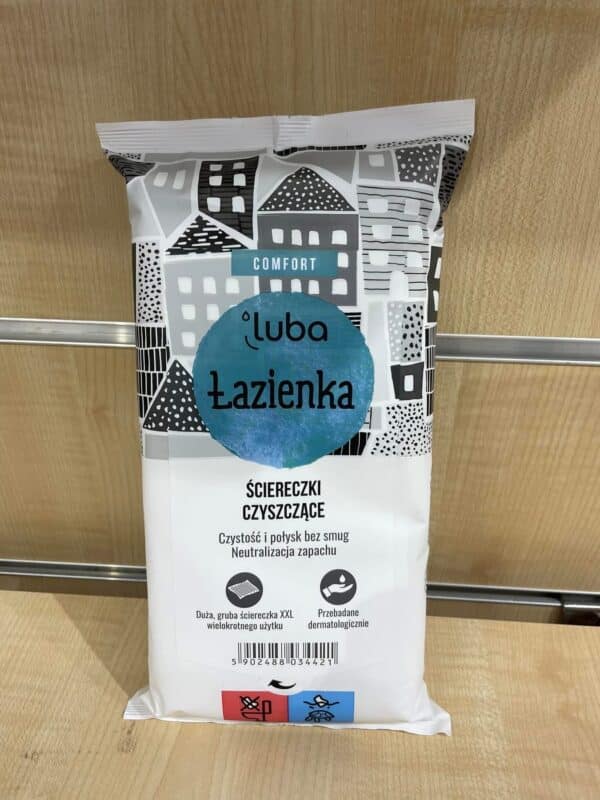 COMFORT
luba
Łazienka
ŚCIERECZKI
CZYSZCZĄCE
Czystość i połysk bez smug
Neutralizacja zapachu
Duża, gruba ściereczka XXL
wielokrotnego użytku
Przebadane
dermatologicznie
5 902488 034421